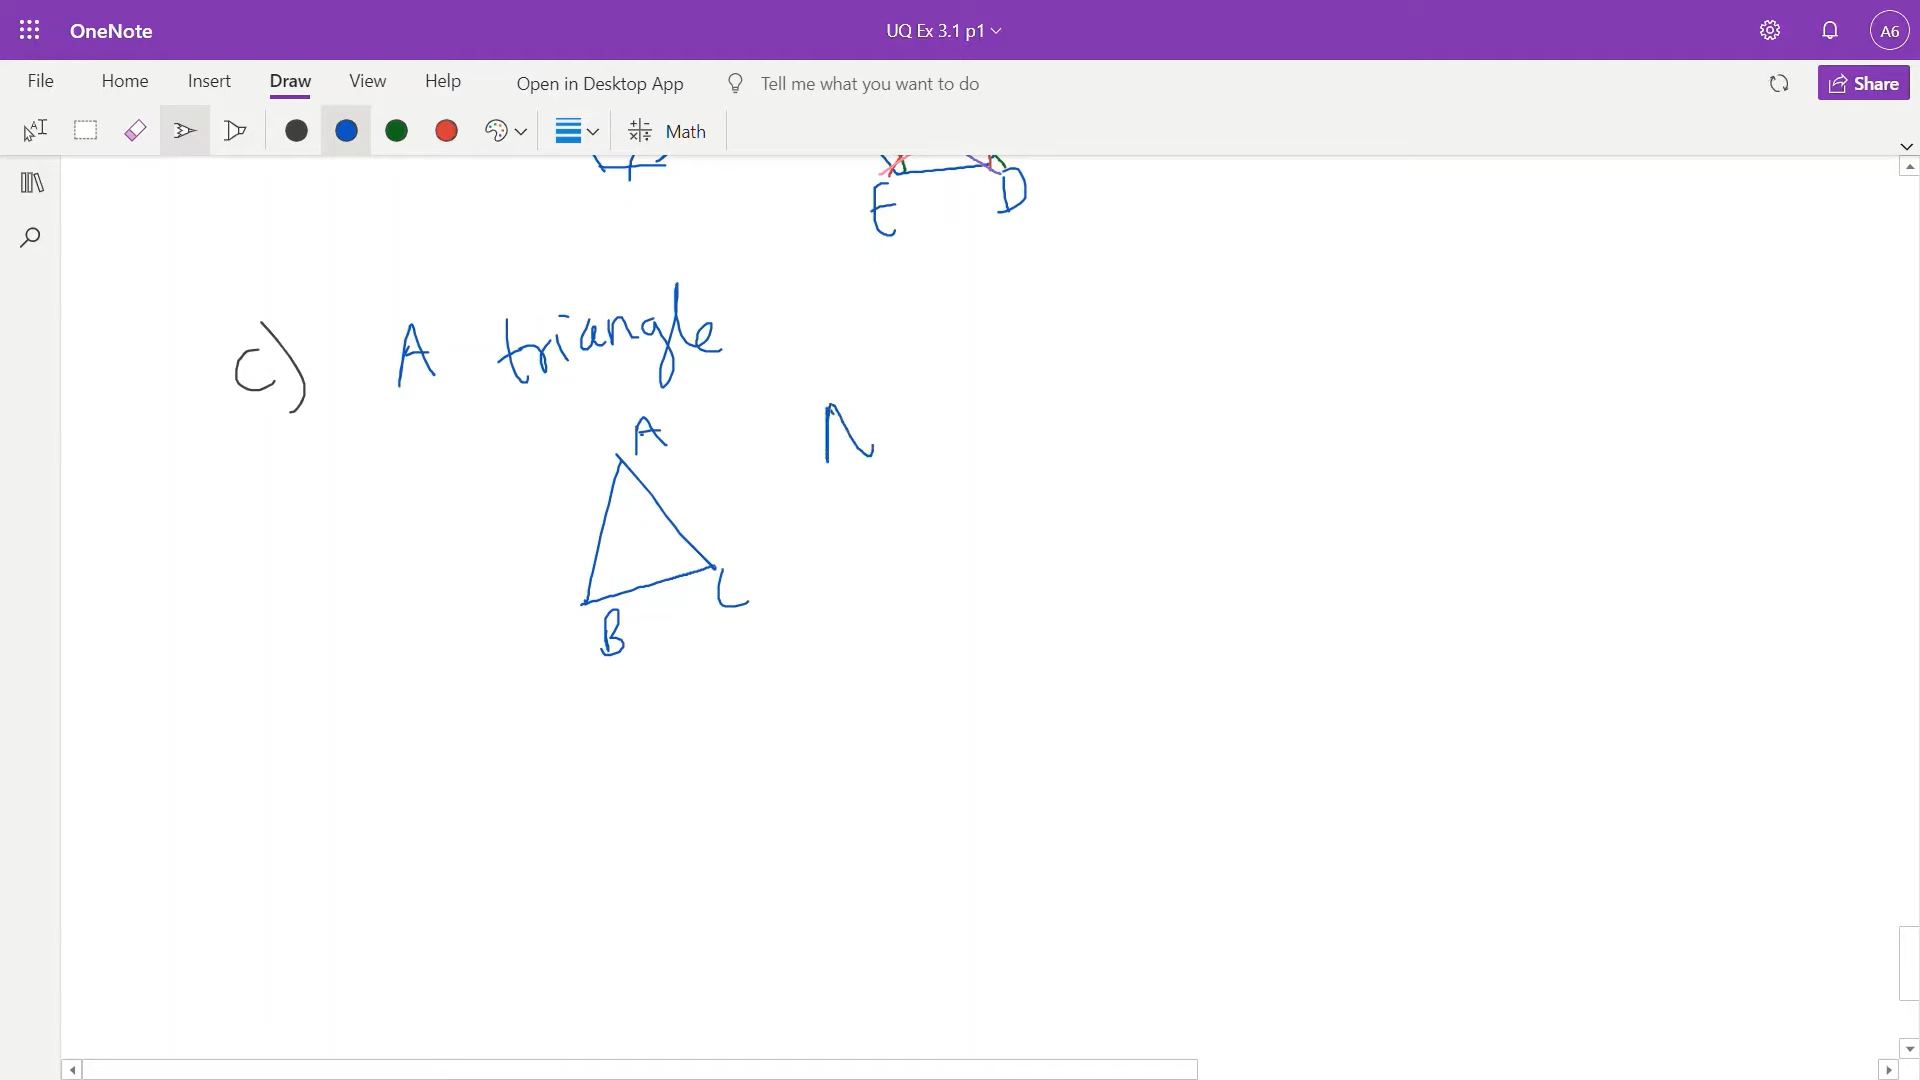 OneNote
UQ Ex 3.1 p1
A6
File Home Insert Draw View Help Open in Desktop App Tell me what you want to do
Share
Math
E D
c) A triangle
A
C
B